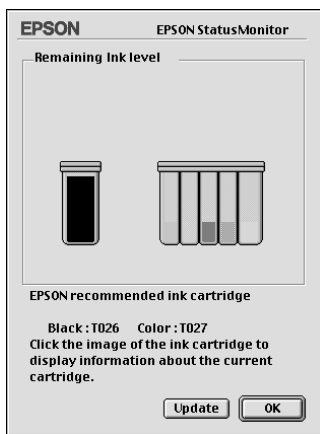 EPSON EPSON StatusMonitor
Remaining Ink level
EPSON recommended ink cartridge
Black : T026 Color : T027
Click the image of the ink cartridge to
display information about the current
cartridge.
Update OK